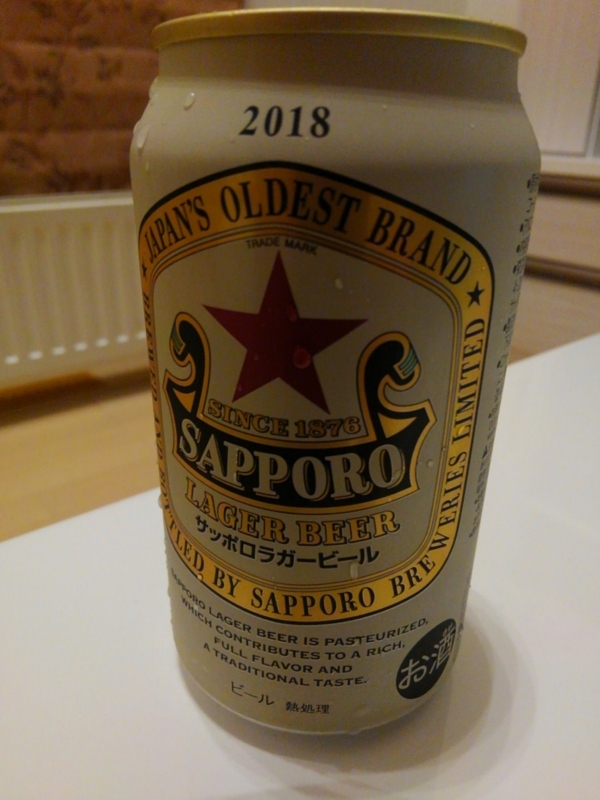 2018
JAPAN'S OLDEST BRAND
TRADE MARK
SINCE 1876
SAPPORO
LAGER BEER
サッポロラガービール
BY SAPPORO BREWERIES LIMITED
SAPPORO LAGER BEER IS PASTEURIZED,
WHICH CONTRIBUTES TO A RICH,
FULL FLAVOR AND
A TRADITIONAL TASTE.
お酒
ビール 熱処理